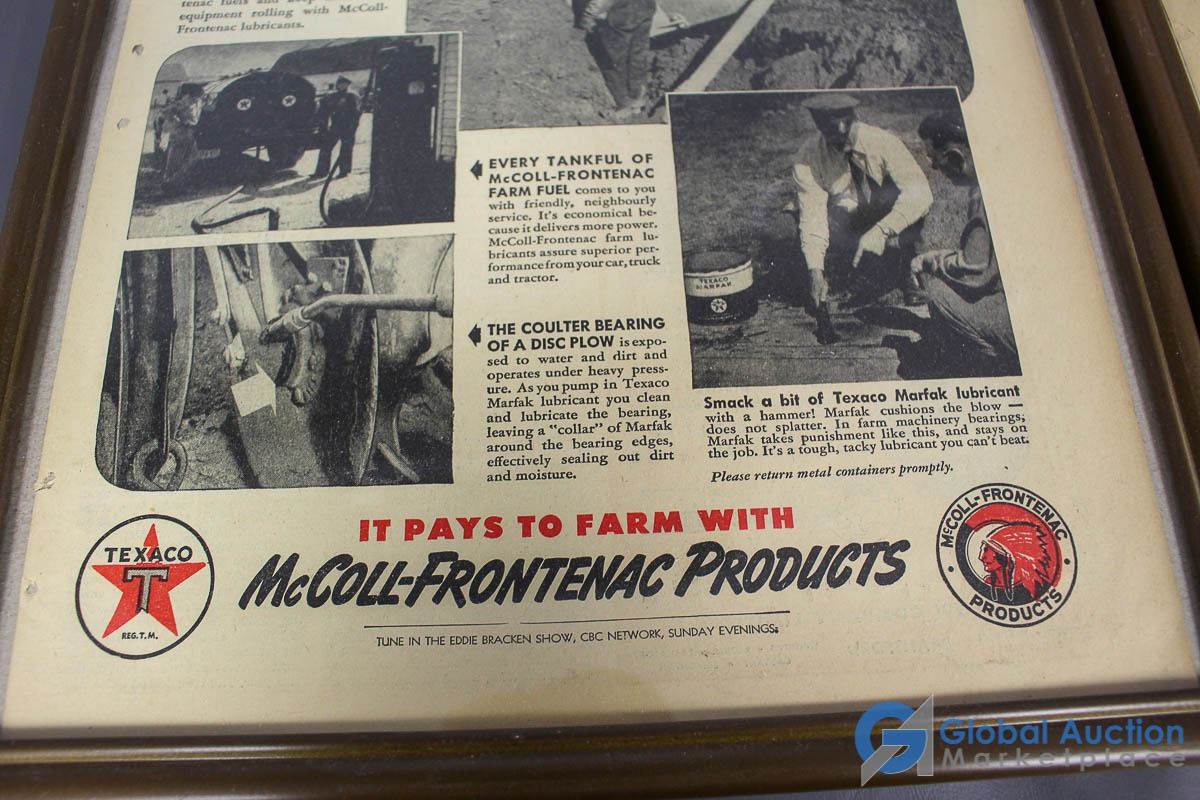 tenac fuels and keep
equipment rolling with McColl-
Frontenac lubricants.
EVERY TANKFUL OF
McCOLL-FRONTENAC
FARM FUEL comes to you
with friendly, neighbourly
service. It's economical be-
cause it delivers more power.
McColl-Frontenac farm lu-
bricants assure superior per-
formance from your car, truck
and tractor.
THE COULTER BEARING
OF A DISC PLOW is expo-
sed to water and dirt and
operates under heavy press-
ure. As you pump in Texaco
Marfak lubricant you clean
and lubricate the bearing,
leaving a "collar" of Marfak
around the bearing edges,
effectively sealing out dirt
and moisture.
TEXACO
MARFAK
Smack a bit of Texaco Marfak lubricant
with a hammer! Marfak cushions the blow —
does not splatter. In farm machinery bearings,
Marfak takes punishment like this, and stays on
the job. It's a tough, tacky lubricant you can't beat.
Please return metal containers promptly.
IT PAYS TO FARM WITH
McCOLL-FRONTENAC PRODUCTS
TEXACO
T
REG. T. M.
McCOLL-FRONTENAC
PRODUCTS
TUNE IN THE EDDIE BRACKEN SHOW, CBC NETWORK, SUNDAY EVENINGS.
Global Auction
Marketplace